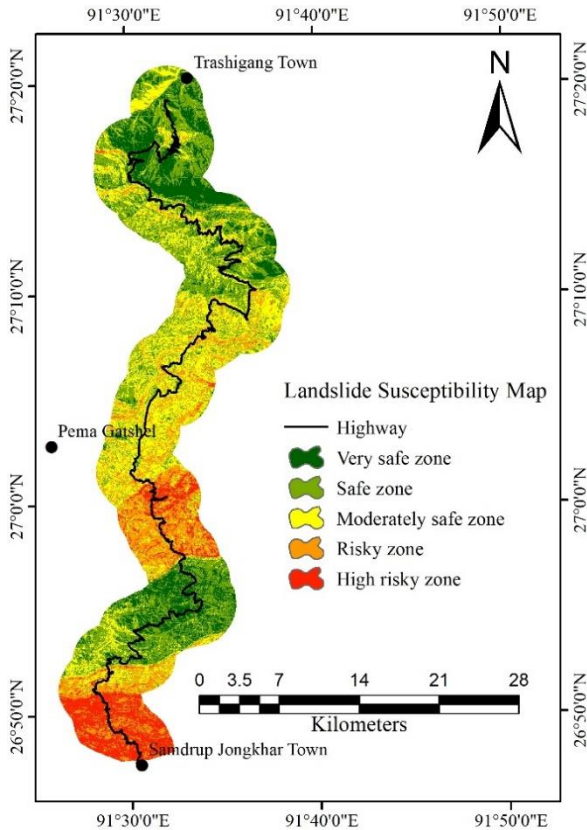 91°30'0"E 91°40'0"E 91°50'0"E
N
Trashigang Town
27°20'0"N 27°20'0"N
27°10'0"N 27°10'0"N
Landslide Susceptibility Map
Highway
Pema Gatshel
Very safe zone
Safe zone
27°0'0"N 27°0'0"N
Moderately safe zone
Risky zone
High risky zone
0 3.5 7 14 21 28
Kilometers
26°50'0"N 26°50'0"N
Samdrup Jongkhar Town
91°30'0"E 91°40'0"E 91°50'0"E